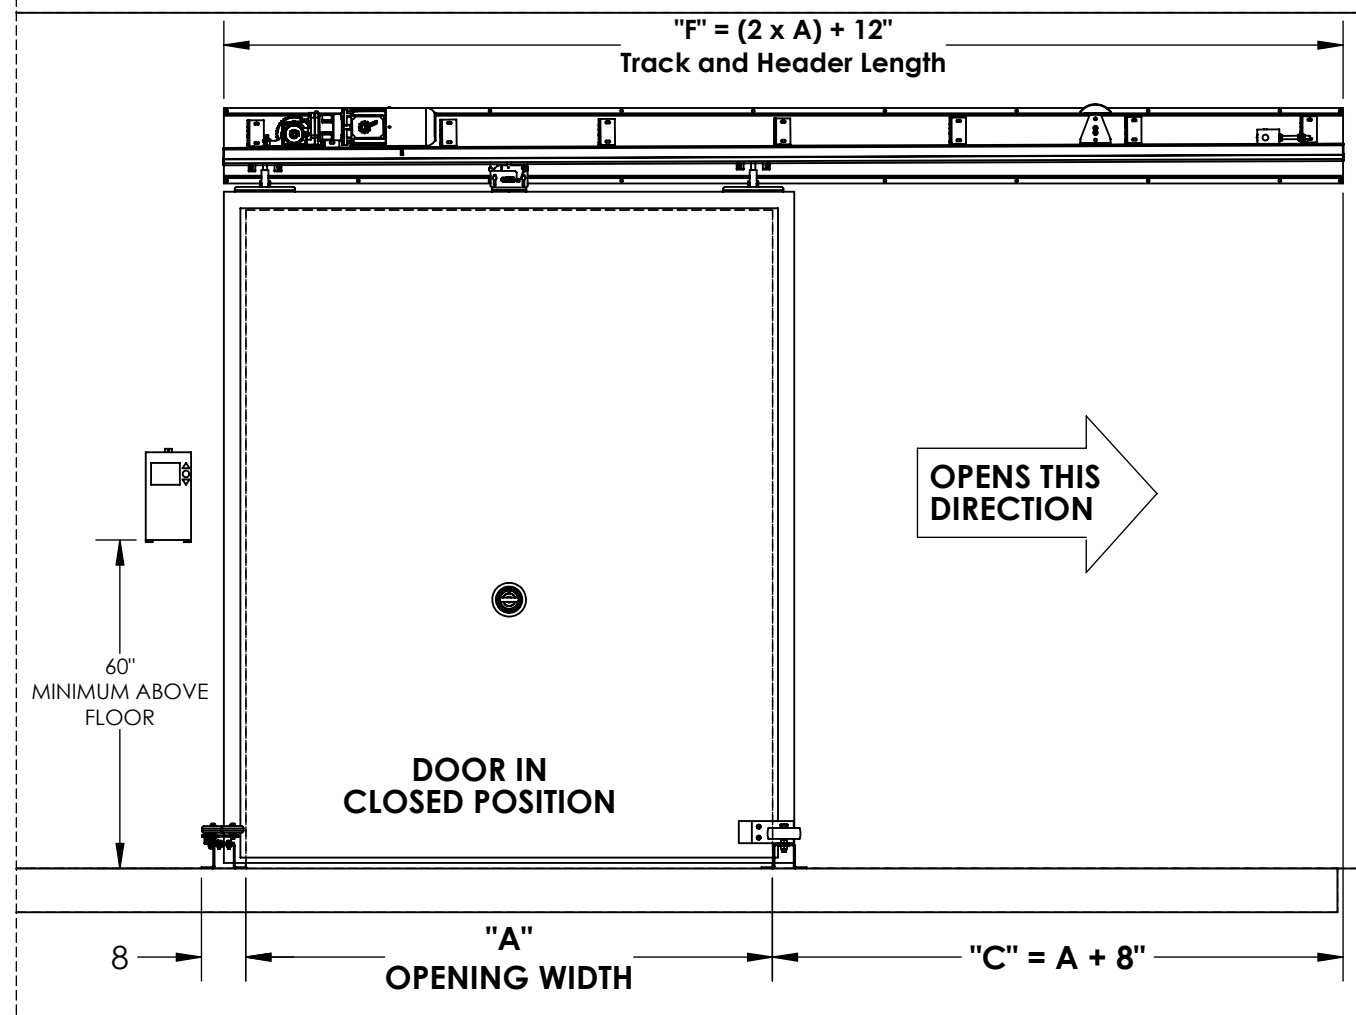 "F" = (2 x A) + 12"
Track and Header Length
OPENS THIS
DIRECTION
60"
MINIMUM ABOVE
FLOOR
DOOR IN
CLOSED POSITION
8
"A"
OPENING WIDTH
"C" = A + 8"